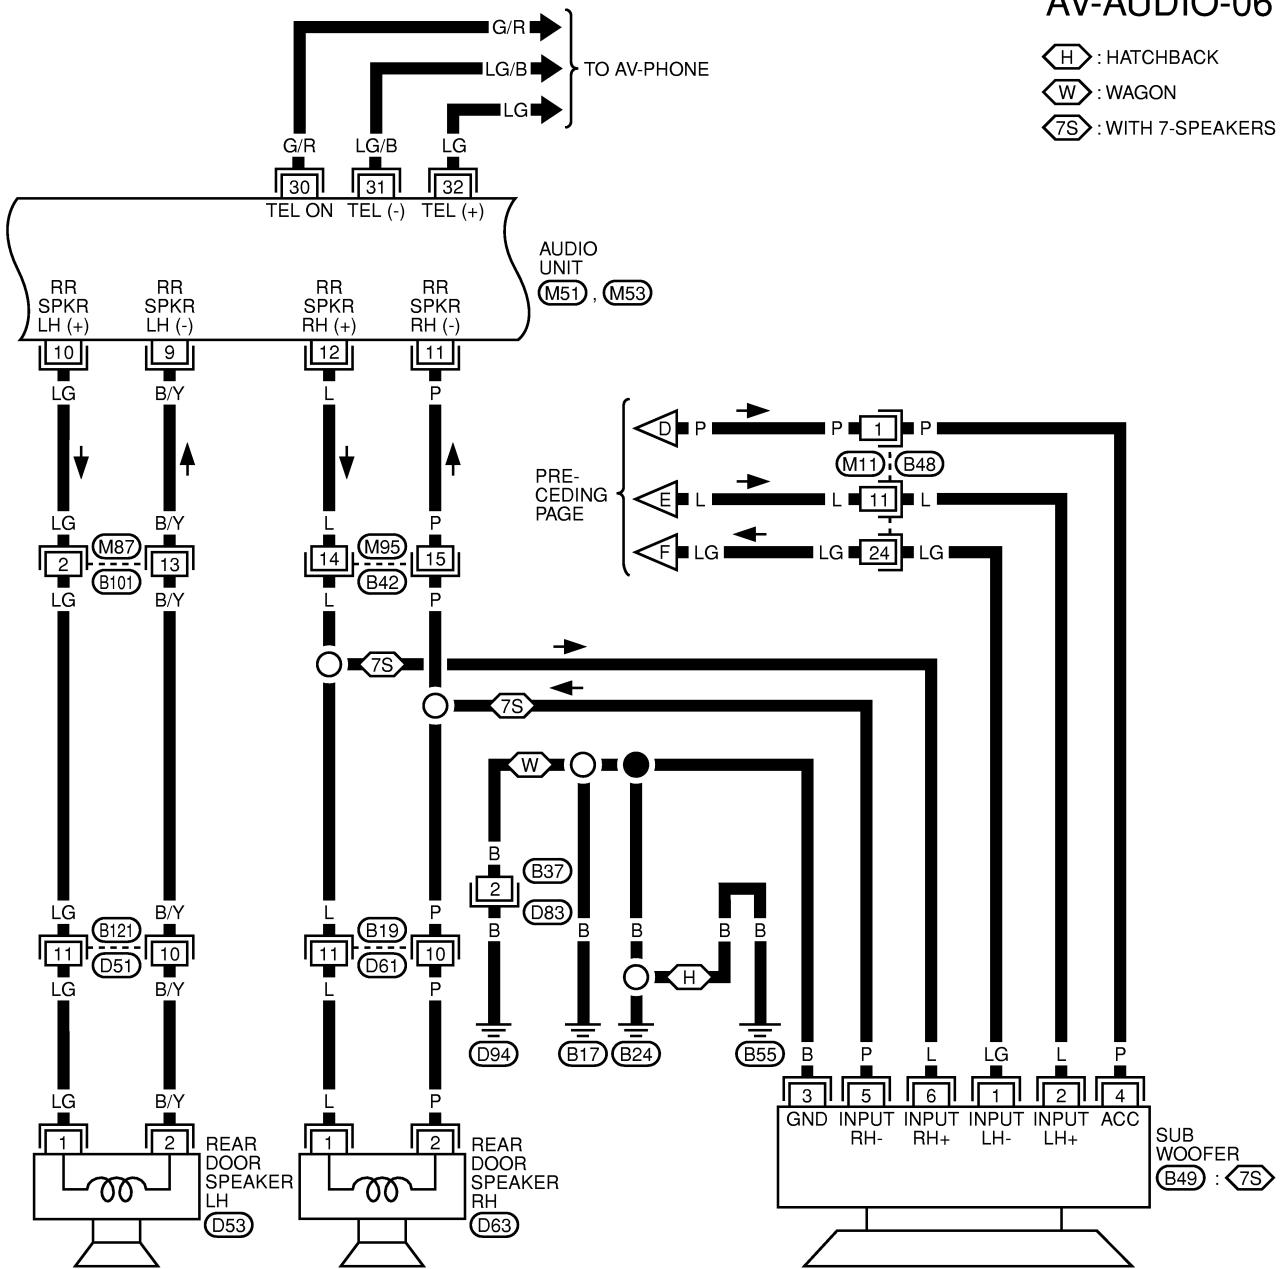 AV-AUDIO-06
H : HATCHBACK
W : WAGON
7S : WITH 7-SPEAKERS
G/R
LG/B
LG
TO AV-PHONE
G/R LG/B LG
30 31 32
TEL ON TEL (-) TEL (+)
AUDIO
UNIT
M51 , M53
RR
SPKR
LH (+)
RR
SPKR
LH (-)
RR
SPKR
RH (+)
RR
SPKR
RH (-)
10 9 12 11
LG B/Y L P
PRE-
CEDING
PAGE
D P P 1 P
M11 B48
E L L 11 L
F LG LG 24 LG
LG B/Y L P
2 M87 13 14 M95 15
B101 B42
LG B/Y L P
7S
7S
W
B
2
B37
D83
B B B B B
H
LG B/Y L P
11 B121 10 11 B19 10
D51 D61
LG B/Y L P
D94 B17 B24 B55
B P L LG L P
3 5 6 1 2 4
GND
INPUT
RH-
INPUT
RH+
INPUT
LH-
INPUT
LH+
ACC
SUB
WOOFER
B49 : 7S
LG B/Y L P
1 2 1 2
REAR
DOOR
SPEAKER
LH
D53
REAR
DOOR
SPEAKER
RH
D63